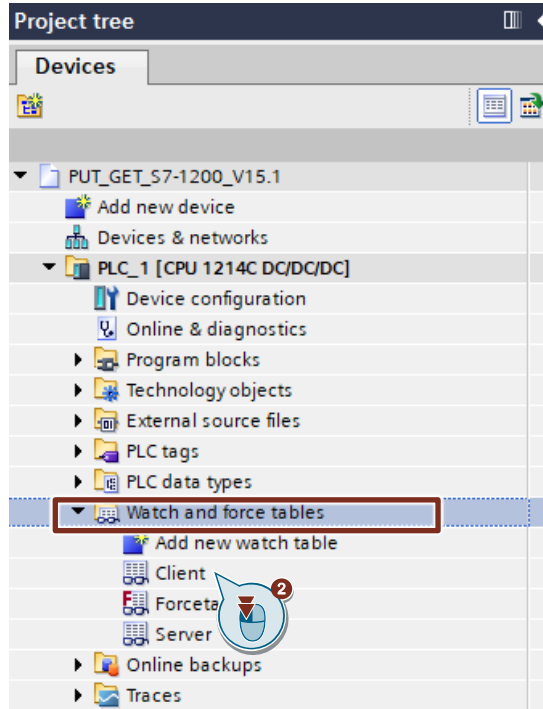 Project tree
Devices
PUT_GET_S7-1200_V15.1
Add new device
Devices & networks
PLC_1 [CPU 1214C DC/DC/DC]
Device configuration
Online & diagnostics
Program blocks
Technology objects
External source files
PLC tags
PLC data types
Watch and force tables
Add new watch table
Client
2
Forceta
Server
Online backups
Traces